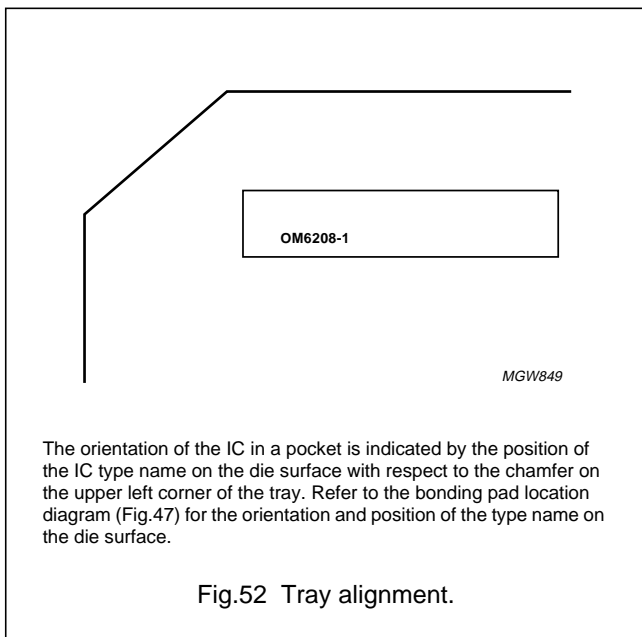 OM6208-1
MGW849
The orientation of the IC in a pocket is indicated by the position of
the IC type name on the die surface with respect to the chamfer on
the upper left corner of the tray. Refer to the bonding pad location
diagram (Fig.47) for the orientation and position of the type name on
the die surface.
Fig.52 Tray alignment.